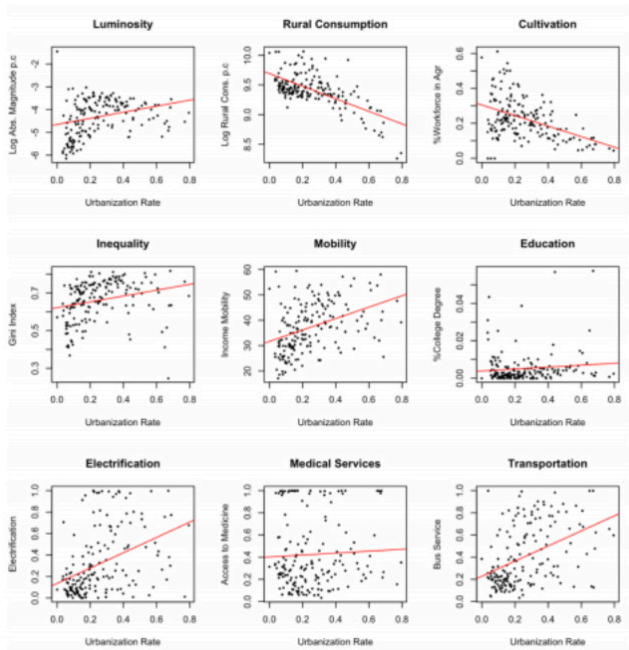 Luminosity Rural Consumption Cultivation
Log Abs. Magnitude p.c
-2
-3
-4
-5
-6
0.0 0.2 0.4 0.6 0.8
Urbanization Rate
Log Rural Cons. p.c
10.0
9.5
9.0
8.5
0.0 0.2 0.4 0.6 0.8
Urbanization Rate
%Workforce in Agr
0.6
0.4
0.2
0.0
0.0 0.2 0.4 0.6 0.8
Urbanization Rate
Inequality Mobility Education
Gini Index
0.7
0.5
0.3
0.0 0.2 0.4 0.6 0.8
Urbanization Rate
Income Mobility
60
50
40
30
20
0.0 0.2 0.4 0.6 0.8
Urbanization Rate
%College Degree
0.04
0.02
0.00
0.0 0.2 0.4 0.6 0.8
Urbanization Rate
Electrification Medical Services Transportation
Electrification
1.0
0.8
0.6
0.4
0.2
0.0
0.0 0.2 0.4 0.6 0.8
Urbanization Rate
Access to Medicine
1.0
0.8
0.6
0.4
0.2
0.0
0.0 0.2 0.4 0.6 0.8
Urbanization Rate
Bus Service
1.0
0.8
0.6
0.4
0.2
0.0
0.0 0.2 0.4 0.6 0.8
Urbanization Rate